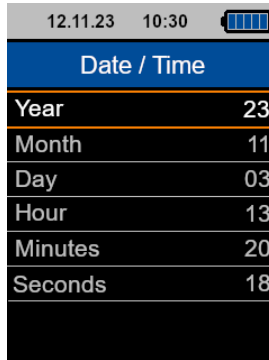 12.11.23 10:30
Date / Time
Year 23
Month 11
Day 03
Hour 13
Minutes 20
Seconds 18